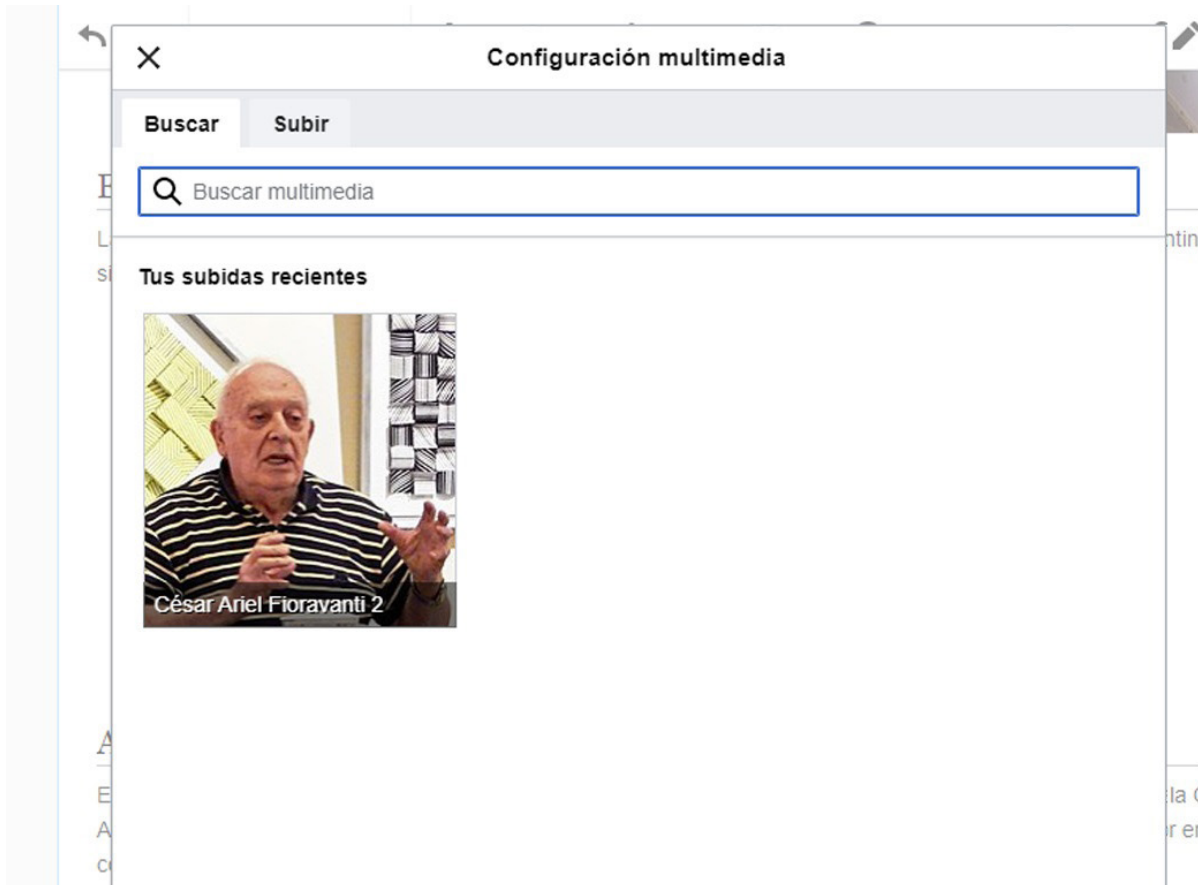 Configuración multimedia
Buscar
Subir
Buscar multimedia
Tus subidas recientes
César Ariel Fioravanti 2